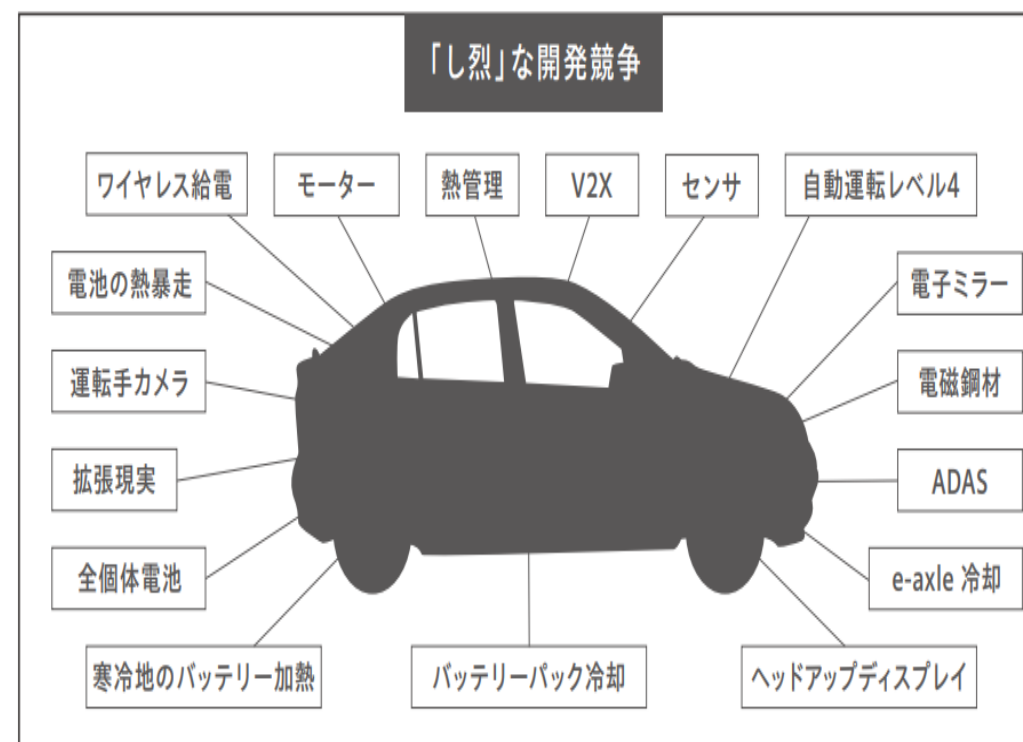 「し烈」な開発競争
ワイヤレス給電
モーター
熱管理
V2X
センサ
自動運転レベル4
電池の熱暴走
電子ミラー
運転手カメラ
電磁鋼材
拡張現実
ADAS
全個体電池
e-axle 冷却
寒冷地のバッテリー加熱
バッテリーパック冷却
ヘッドアップディスプレイ